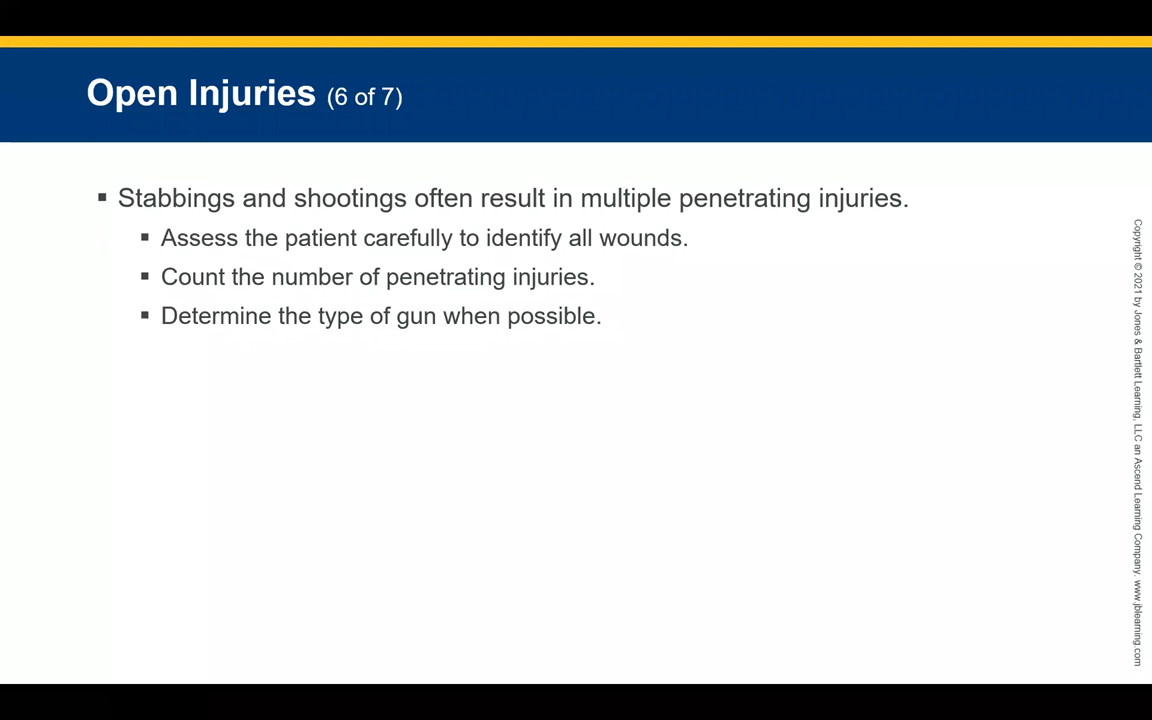 Open Injuries (6 of 7)
▪ Stabbings and shootings often result in multiple penetrating injuries.
▪ Assess the patient carefully to identify all wounds.
▪ Count the number of penetrating injuries.
▪ Determine the type of gun when possible.
Copyright © 2021 by Jones & Bartlett Learning, LLC an Ascend Learning Company. www.jblearning.com